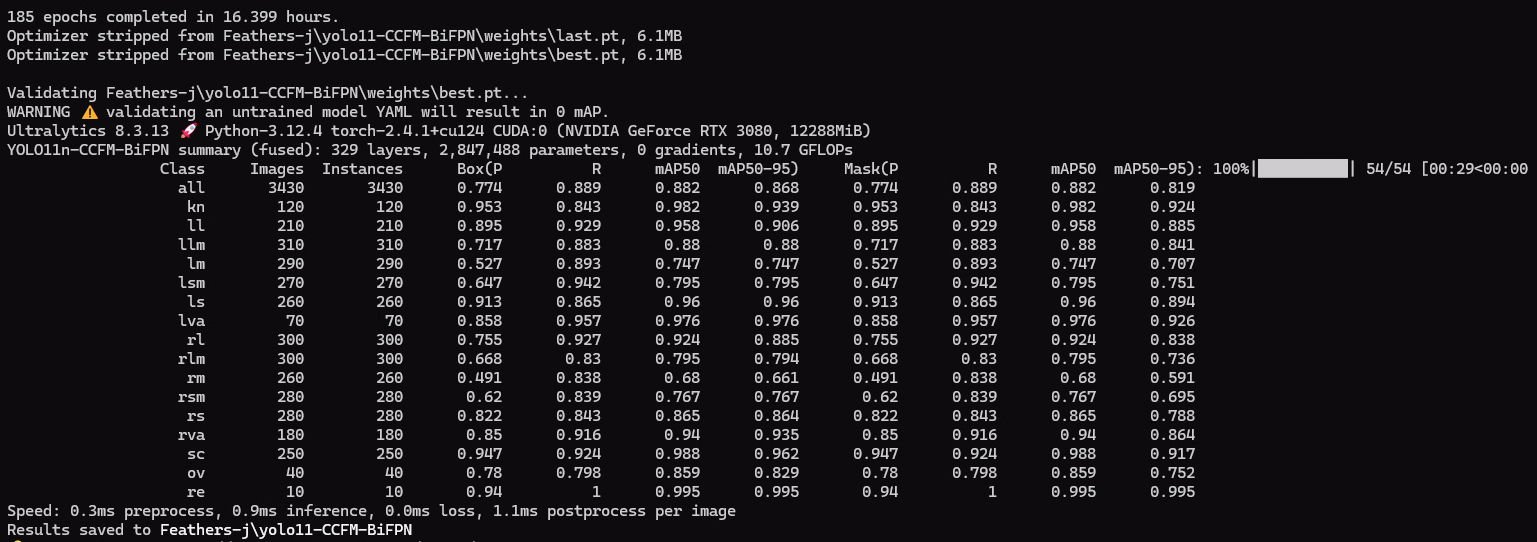 185 epochs completed in 16.399 hours.
Optimizer stripped from Feathers-j\yolo11-CCFM-BiFPN\weights\last.pt, 6.1MB
Optimizer stripped from Feathers-j\yolo11-CCFM-BiFPN\weights\best.pt, 6.1MB
Validating Feathers-j\yolo11-CCFM-BiFPN\weights\best.pt...
WARNING ⚠️ validating an untrained model YAML will result in 0 mAP.
Ultralytics 8.3.13 🚀 Python-3.12.4 torch-2.4.1+cu124 CUDA:0 (NVIDIA GeForce RTX 3080, 12288MiB)
YOLO11n-CCFM-BiFPN summary (fused): 329 layers, 2,847,488 parameters, 0 gradients, 10.7 GFLOPs
Class Images Instances Box(P R mAP50 mAP50-95) Mask(P R mAP50 mAP50-95): 100%|██████████| 54/54 [00:29<00:00
all 3430 3430 0.774 0.889 0.882 0.868 0.774 0.889 0.882 0.819
kn 120 120 0.953 0.843 0.982 0.939 0.953 0.843 0.982 0.924
ll 210 210 0.895 0.929 0.958 0.906 0.895 0.929 0.958 0.885
llm 310 310 0.717 0.883 0.88 0.88 0.717 0.883 0.88 0.841
lm 290 290 0.527 0.893 0.747 0.747 0.527 0.893 0.747 0.707
lsm 270 270 0.647 0.942 0.795 0.795 0.647 0.942 0.795 0.751
ls 260 260 0.913 0.865 0.96 0.96 0.913 0.865 0.96 0.894
lva 70 70 0.858 0.957 0.976 0.976 0.858 0.957 0.976 0.926
rl 300 300 0.755 0.927 0.924 0.885 0.755 0.927 0.924 0.838
rlm 300 300 0.668 0.83 0.795 0.794 0.668 0.83 0.795 0.736
rm 260 260 0.491 0.838 0.68 0.661 0.491 0.838 0.68 0.591
rsm 280 280 0.62 0.839 0.767 0.767 0.62 0.839 0.767 0.695
rs 280 280 0.822 0.843 0.865 0.864 0.822 0.843 0.865 0.788
rva 180 180 0.85 0.916 0.94 0.935 0.85 0.916 0.94 0.864
sc 250 250 0.947 0.924 0.988 0.962 0.947 0.924 0.988 0.917
ov 40 40 0.78 0.798 0.859 0.829 0.78 0.798 0.859 0.752
re 10 10 0.94 1 0.995 0.995 0.94 1 0.995 0.995
Speed: 0.3ms preprocess, 0.9ms inference, 0.0ms loss, 1.1ms postprocess per image
Results saved to Feathers-j\yolo11-CCFM-BiFPN